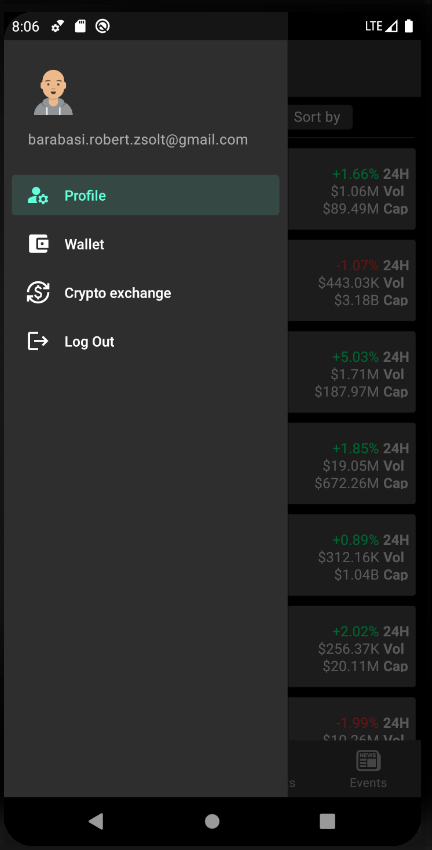 8:06 LTE
barabasi.robert.zsolt@gmail.com
Sort by
Profile
Wallet
Crypto exchange
Log Out
+1.66% 24H
$1.06M Vol
$89.49M Cap
-1.07% 24H
$443.03K Vol
$3.18B Cap
+5.03% 24H
$1.71M Vol
$187.97M Cap
+1.85% 24H
$19.05M Vol
$672.26M Cap
+0.89% 24H
$312.16K Vol
$1.04B Cap
+2.02% 24H
$256.37K Vol
$20.11M Cap
-1.99% 24H
$10.26M Vol
NEWS
s
Events